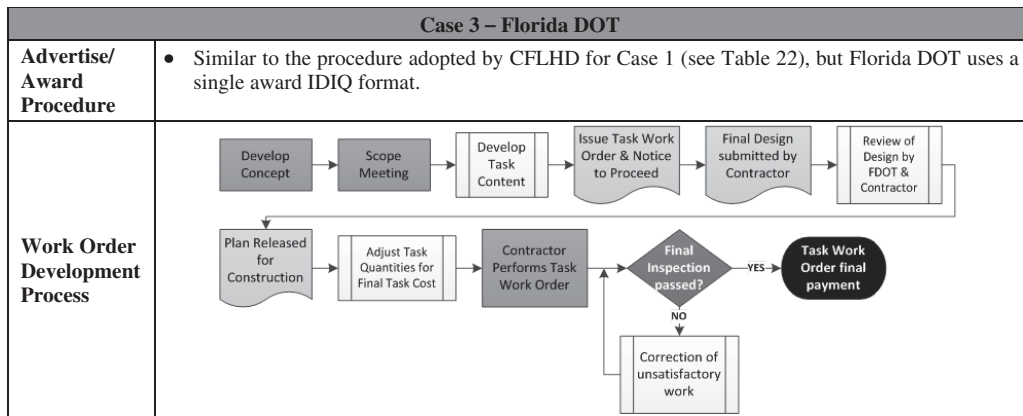 Case 3 – Florida DOT
Advertise/
Award
Procedure
● Similar to the procedure adopted by CFLHD for Case 1 (see Table 22), but Florida DOT uses a
single award IDIQ format.
Work Order
Development
Process
Develop
Concept
Scope
Meeting
Develop
Task
Content
Issue Task Work
Order & Notice
to Proceed
Final Design
submitted by
Contractor
Review of
Design by
FDOT &
Contractor
Plan Released
for
Construction
Adjust Task
Quantities for
Final Task Cost
Contractor
Performs Task
Work Order
Final
Inspection
passed?
YES
Task Work
Order final
payment
NO
Correction of
unsatisfactory
work